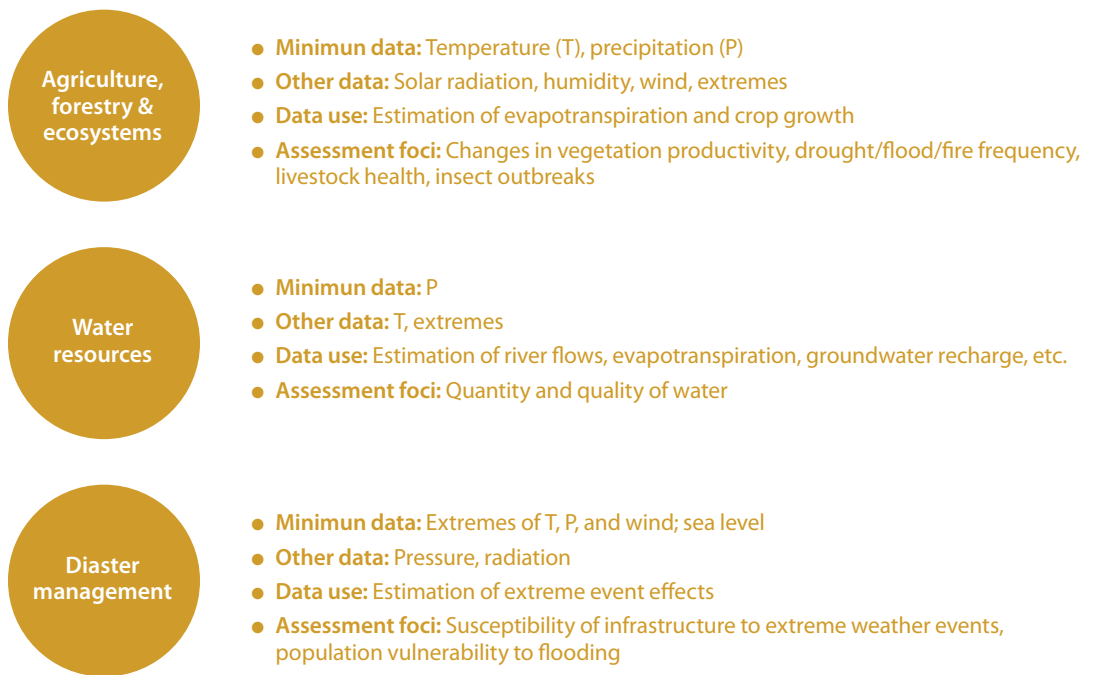 Agriculture,
forestry &
ecosystems
● Minimun data: Temperature (T), precipitation (P)
● Other data: Solar radiation, humidity, wind, extremes
● Data use: Estimation of evapotranspiration and crop growth
● Assessment foci: Changes in vegetation productivity, drought/flood/fire frequency,
livestock health, insect outbreaks
Water
resources
● Minimun data: P
● Other data: T, extremes
● Data use: Estimation of river flows, evapotranspiration, groundwater recharge, etc.
● Assessment foci: Quantity and quality of water
Diaster
management
● Minimun data: Extremes of T, P, and wind; sea level
● Other data: Pressure, radiation
● Data use: Estimation of extreme event effects
● Assessment foci: Susceptibility of infrastructure to extreme weather events,
population vulnerability to flooding